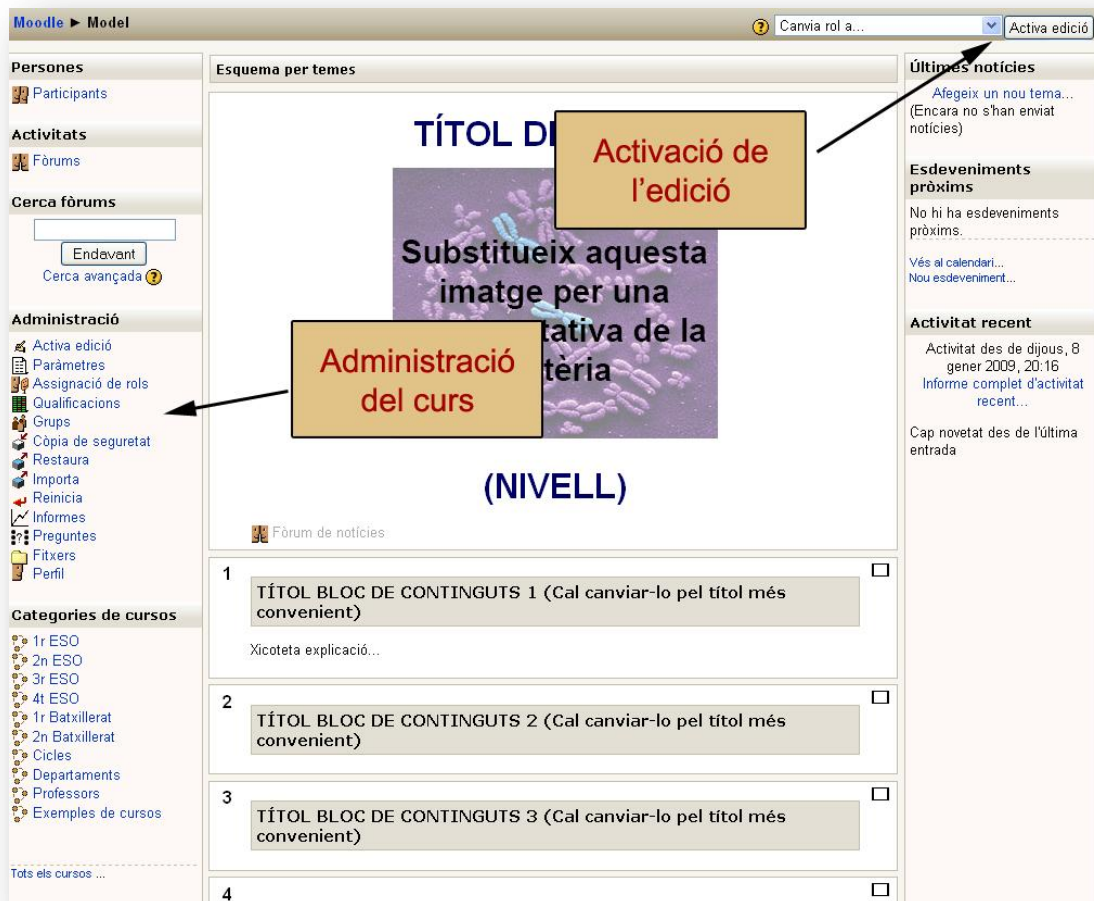 Moodle ► Model
Canvia rol a...
Activa edició
Persones
Participants
Activitats
Fòrums
Cerca fòrums
Endavant
Cerca avançada
Administració
Activa edició
Paràmetres
Assignació de rols
Qualificacions
Grups
Còpia de seguretat
Restaura
Importa
Reinicia
Informes
Preguntes
Fitxers
Perfil
Categories de cursos
1r ESO
2n ESO
3r ESO
4t ESO
1r Batxillerat
2n Batxillerat
Cicles
Departaments
Professors
Exemples de cursos
Tots els cursos ...
Esquema per temes
TÍTOL
Activació de
l’edició
Substitueix aquesta
imatge per una
de la
Administració
del curs
(NIVELL)
Fòrum de notícies
1
TÍTOL BLOC DE CONTINGUTS 1 (Cal canviar-lo pel títol més
convenient)
Xicoteta explicació...
2
TÍTOL BLOC DE CONTINGUTS 2 (Cal canviar-lo pel títol més
convenient)
3
TÍTOL BLOC DE CONTINGUTS 3 (Cal canviar-lo pel títol més
convenient)
4
Últimes notícies
Afegeix un nou tema...
(Encara no s'han enviat
notícies)
Esdeveniments
pròxims
No hi ha esdeveniments
pròxims.
Vés al calendari...
Nou esdeveniment...
Activitat recent
Activitat des de dijous, 8
gener 2009, 20:16
Informe complet d'activitat
recent...
Cap novetat des de l'última
entrada